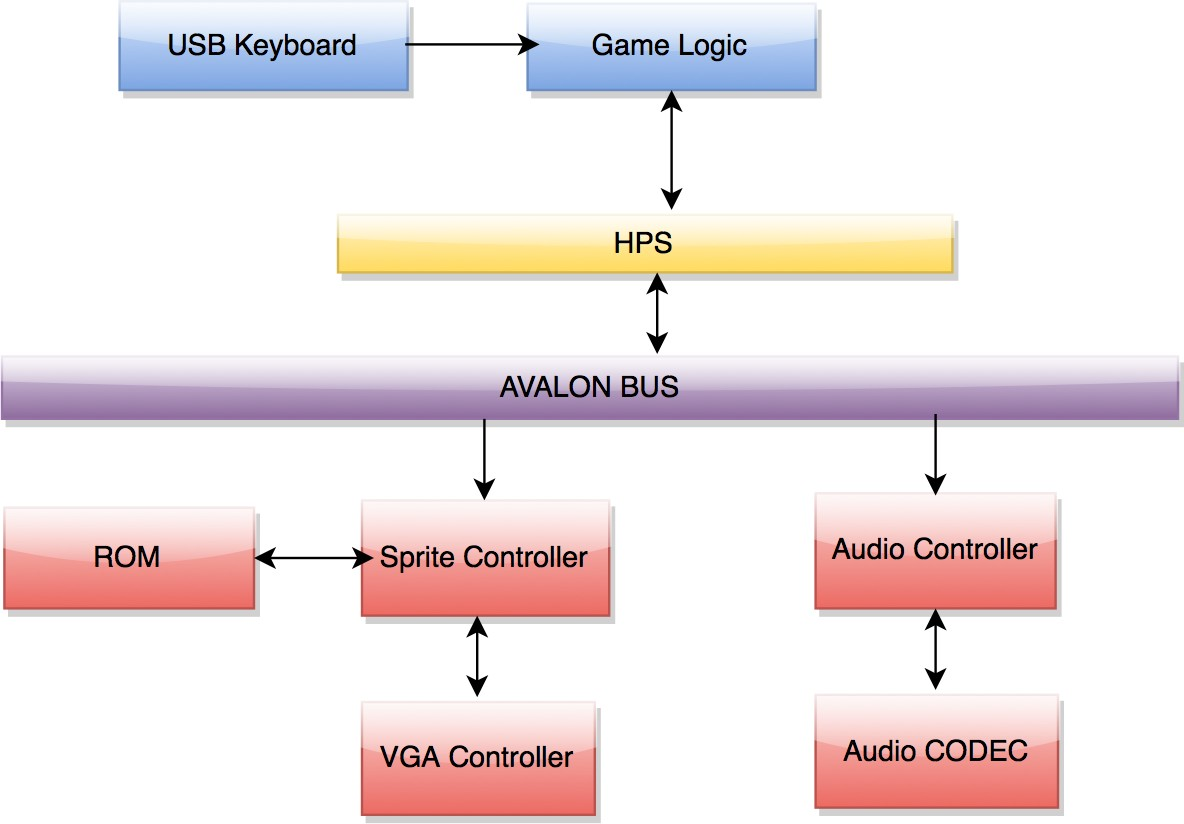 USB Keyboard
Game Logic
HPS
AVALON BUS
ROM
Sprite Controller
Audio Controller
VGA Controller
Audio CODEC